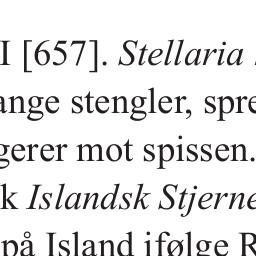 I [657]. Stellaria
ange stengler, spre
gerer mot spissen.
k Islandsk Stjerne
på Island ifølge R